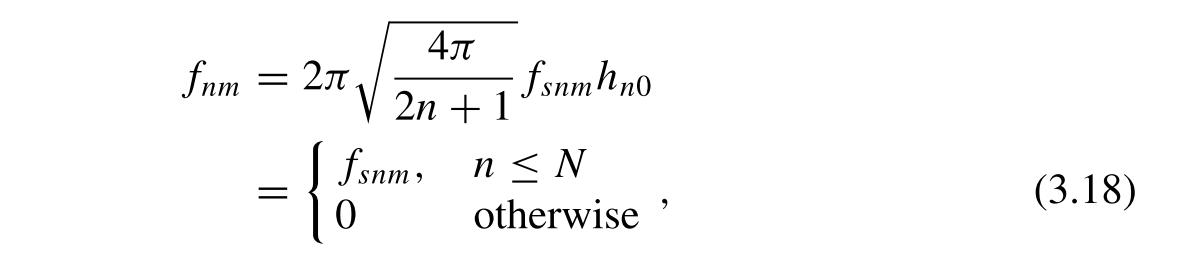 $f_{nm} = 2\pi \sqrt{\frac{4\pi}{2n+1}} f_{snm} h_{n0}$
$= \begin{cases} f_{snm}, & n \leq N \\ 0 & \text{otherwise} \end{cases},$ (3.18)